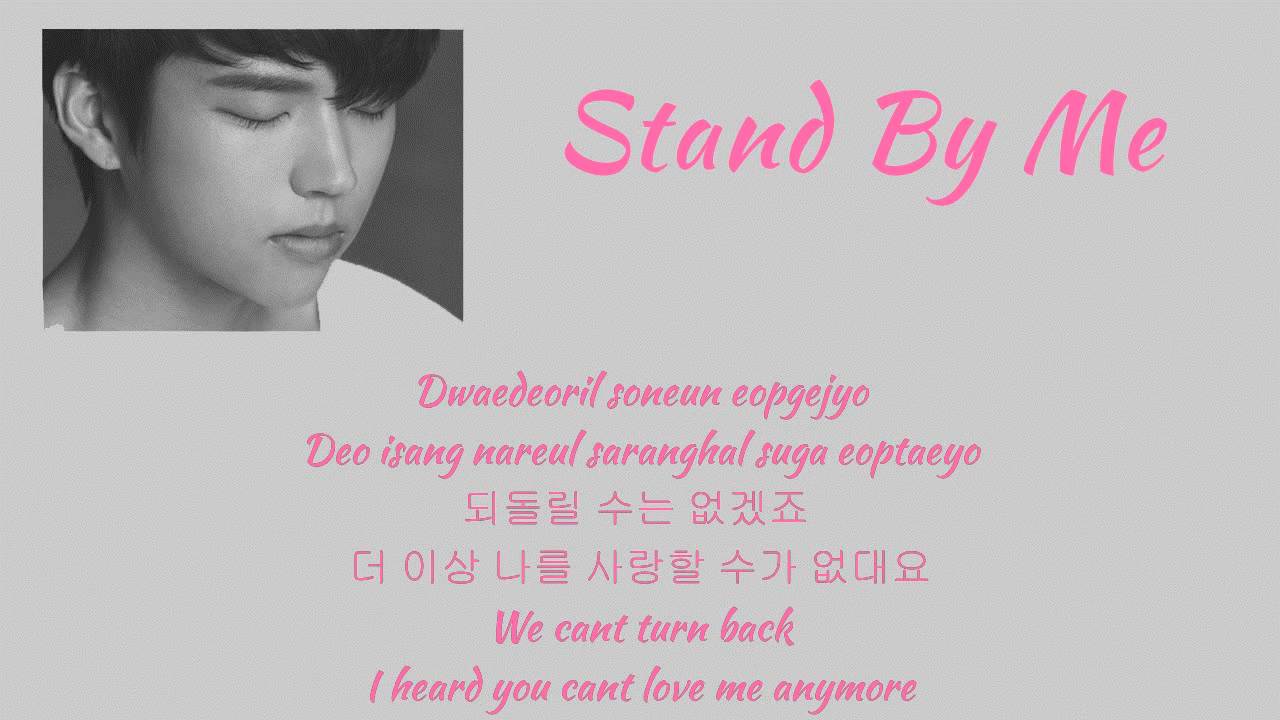 Stand By Me
Dwaedeoril soneun eopgejyo
Deo isang nareul saranghal suga eoptaeyo
되돌릴 수는 없겠죠
더 이상 나를 사랑할 수가 없대요
We cant turn back
I heard you cant love me anymore